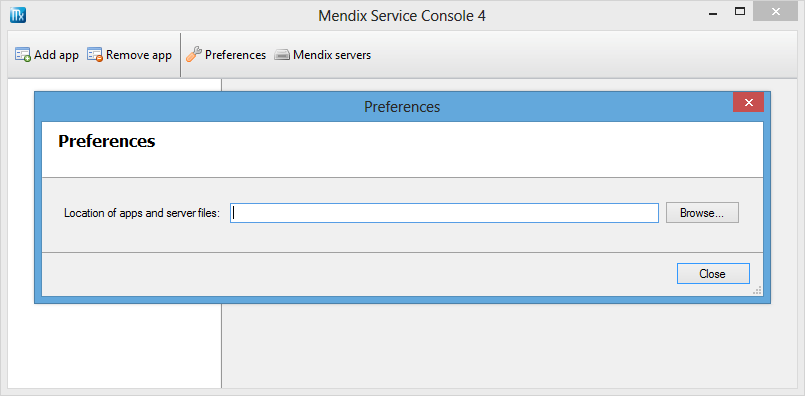 Mendix Service Console 4
Add app Remove app Preferences Mendix servers
Preferences
Preferences
Location of apps and server files:
Browse...
Close